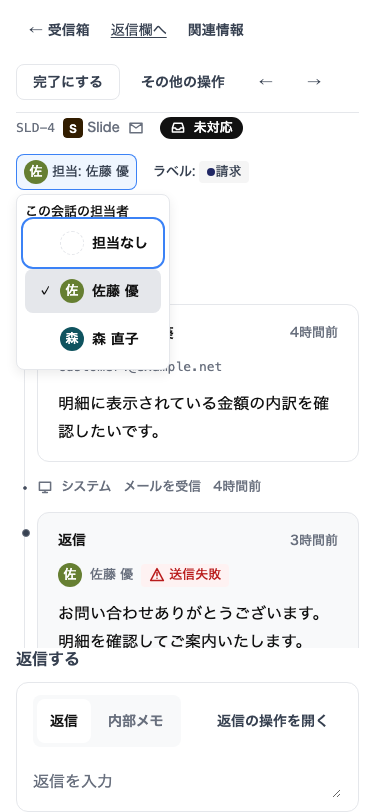 ← 受信箱 返信欄へ 関連情報
完了にする その他の操作 ← →
SLD-4 S Slide 未対応
佐 担当: 佐藤 優 ラベル: 請求
この会話の担当者
担当なし
✓ 佐 佐藤 優
森 森 直子
4時間前
明細に表示されている金額の内訳を確
認したいです。
システム メールを受信 4時間前
返信 3時間前
佐 佐藤 優 送信失敗
お問い合わせありがとうございます。
明細を確認してご案内いたします。
返信する
返信 内部メモ 返信の操作を開く
返信を入力